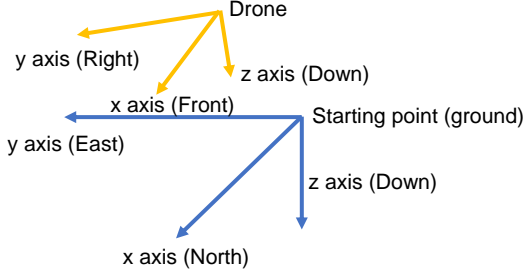 Drone
y axis (Right)
z axis (Down)
x axis (Front)
Starting point (ground)
y axis (East)
z axis (Down)
x axis (North)